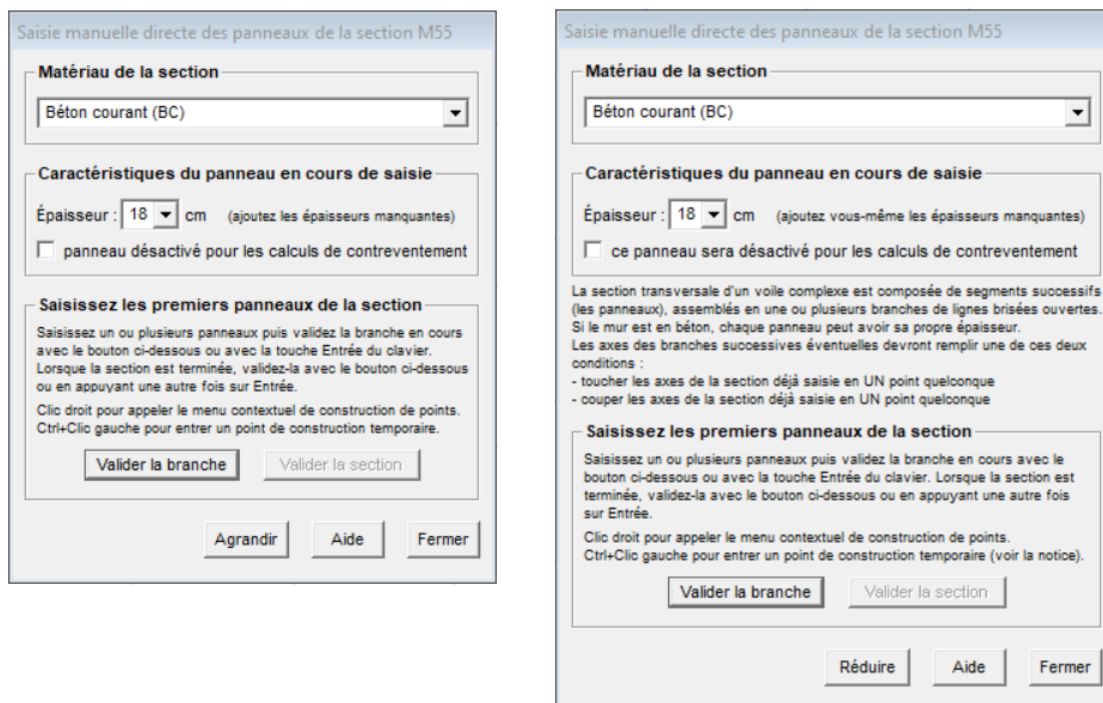 Saisie manuelle directe des panneaux de la section M55
Matériau de la section
Béton courant (BC)
Caractéristiques du panneau en cours de saisie
Épaisseur : 18 cm (ajoutez les épaisseurs manquantes)
panneau désactivé pour les calculs de contreventement
Saisissez les premiers panneaux de la section
Saisissez un ou plusieurs panneaux puis validez la branche en cours
avec le bouton ci-dessous ou avec la touche Entrée du clavier.
Lorsque la section est terminée, validez-la avec le bouton ci-dessous
ou en appuyant une autre fois sur Entrée.
Clic droit pour appeler le menu contextuel de construction de points.
Ctrl+Clic gauche pour entrer un point de construction temporaire.
Valider la branche Valider la section
Agrandir Aide Fermer
Saisie manuelle directe des panneaux de la section M55
Matériau de la section
Béton courant (BC)
Caractéristiques du panneau en cours de saisie
Épaisseur : 18 cm (ajoutez vous-même les épaisseurs manquantes)
ce panneau sera désactivé pour les calculs de contreventement
La section transversale d'un voile complexe est composée de segments successifs
(les panneaux), assemblés en une ou plusieurs branches de lignes brisées ouvertes.
Si le mur est en béton, chaque panneau peut avoir sa propre épaisseur.
Les axes des branches successives éventuelles devront remplir une de ces deux
conditions :
- toucher les axes de la section déjà saisie en UN point quelconque
- couper les axes de la section déjà saisie en UN point quelconque
Saisissez les premiers panneaux de la section
Saisissez un ou plusieurs panneaux puis validez la branche en cours avec le
bouton ci-dessous ou avec la touche Entrée du clavier. Lorsque la section est
terminée, validez-la avec le bouton ci-dessous ou en appuyant une autre fois
sur Entrée.
Clic droit pour appeler le menu contextuel de construction de points.
Ctrl+Clic gauche pour entrer un point de construction temporaire (voir la notice).
Valider la branche Valider la section
Réduire Aide Fermer